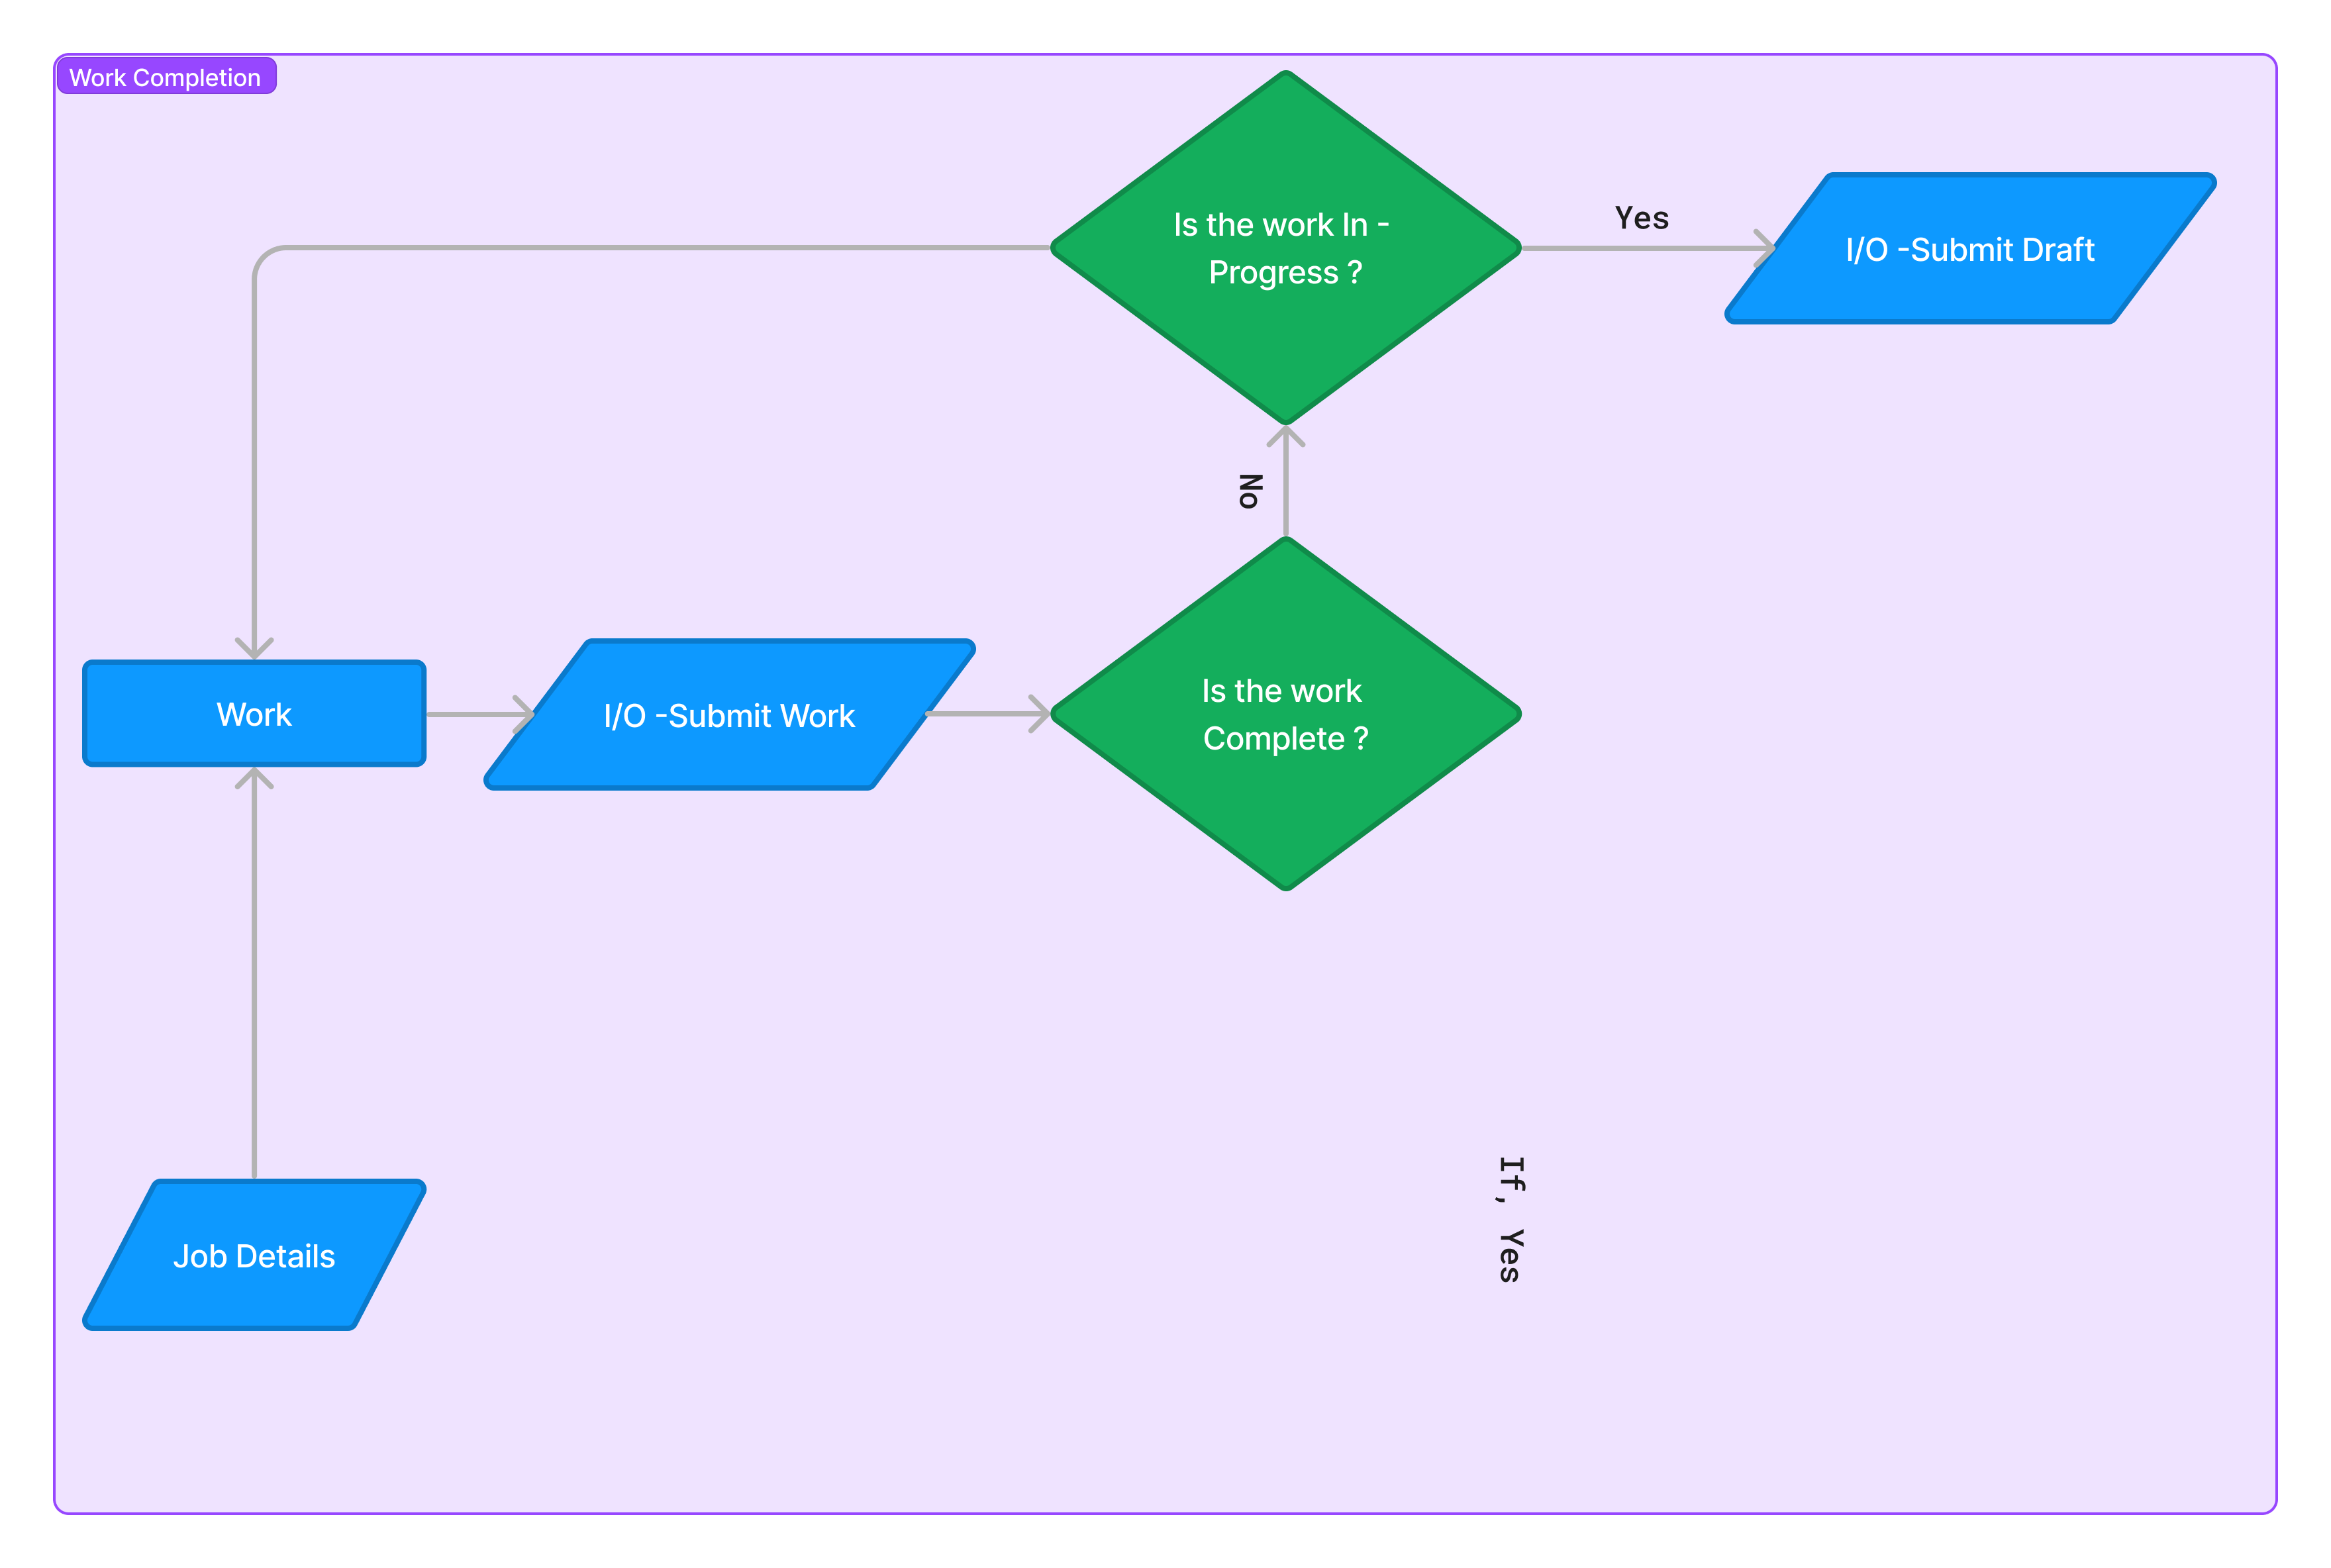 Work Completion
Is the work In -
Progress ?
Yes
I/O -Submit Draft
No
Work
I/O -Submit Work
Is the work
Complete ?
If, Yes
Job Details